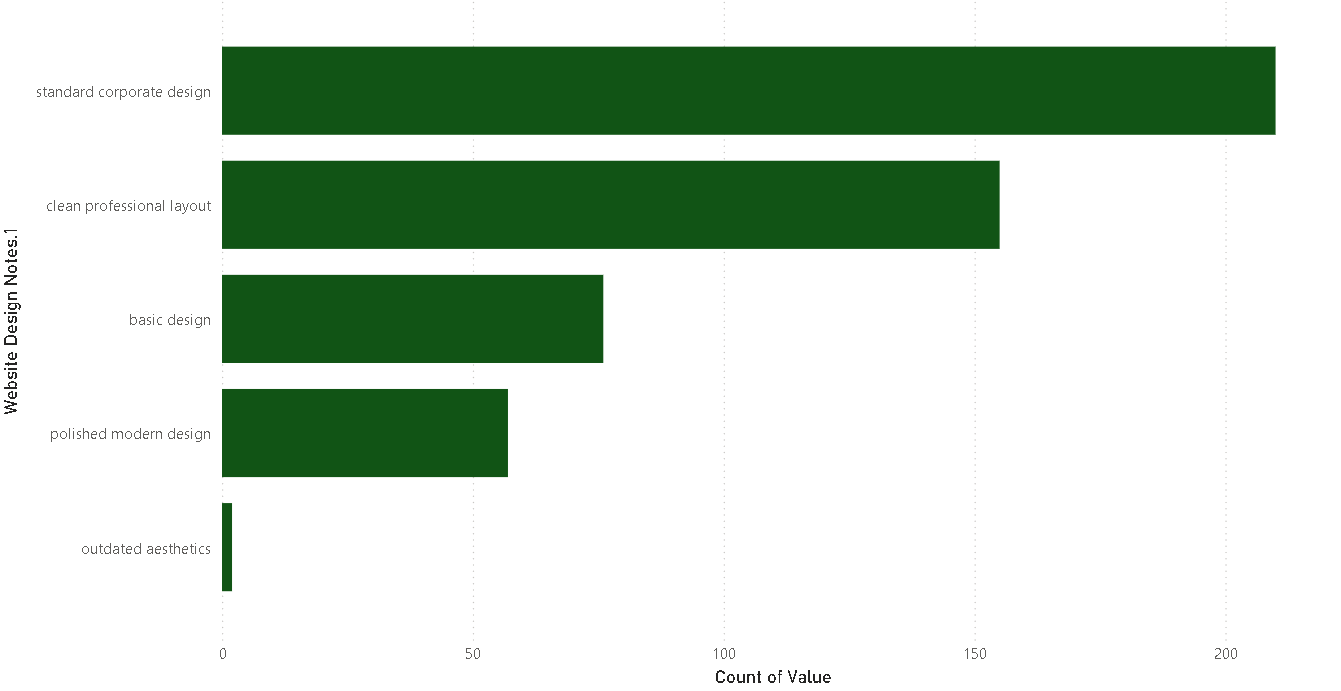 Website Design Notes.1
standard corporate design
clean professional layout
basic design
polished modern design
outdated aesthetics
0 50 100 150 200
Count of Value